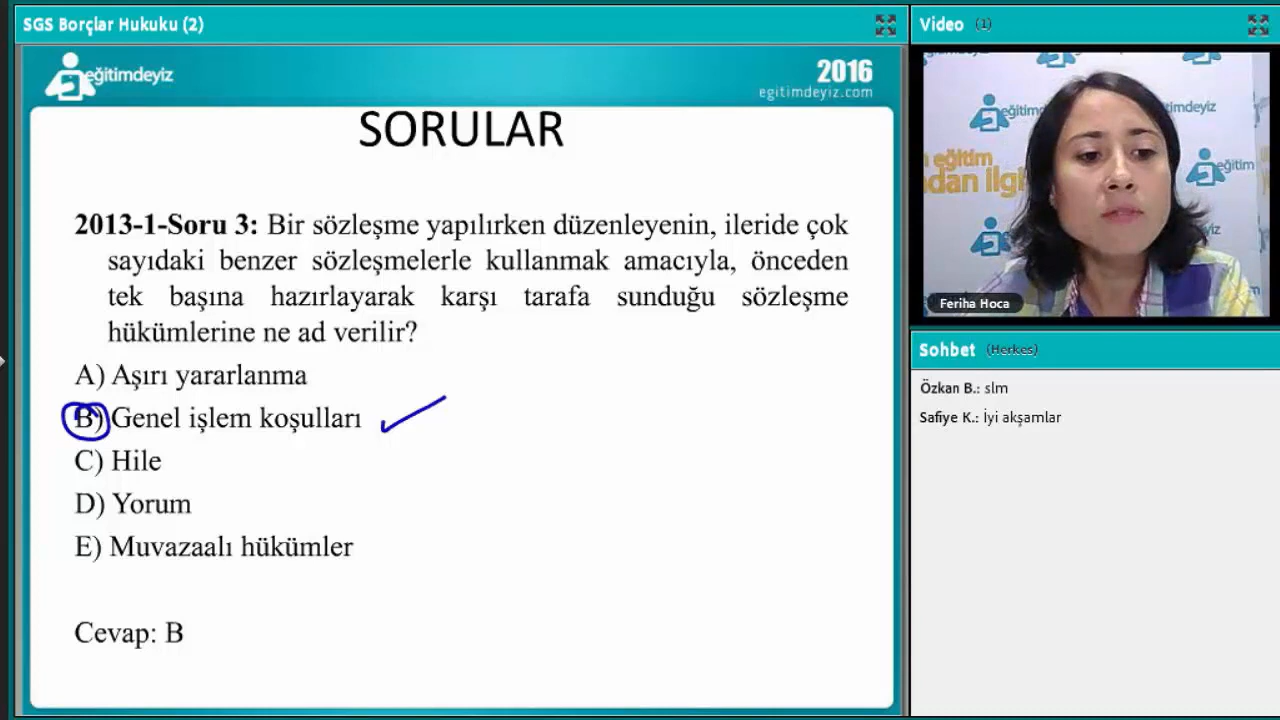 SGS Borçlar Hukuku (2)
eğitimdeyiz
2016
egitimdeyiz.com
SORULAR
2013-1-Soru 3: Bir sözleşme yapılırken düzenleyenin, ileride çok
sayıdaki benzer sözleşmelerle kullanmak amacıyla, önceden
tek başına hazırlayarak karşı tarafa sunduğu sözleşme
hükümlerine ne ad verilir?
A) Aşırı yararlanma
B) Genel işlem koşulları
C) Hile
D) Yorum
E) Muvazaalı hükümler
Cevap: B
Video (1)
eğitim
eğitim
Feriha Hoca
Sohbet (Herkes)
Özkan B.: slm
Safiye K.: İyi akşamlar